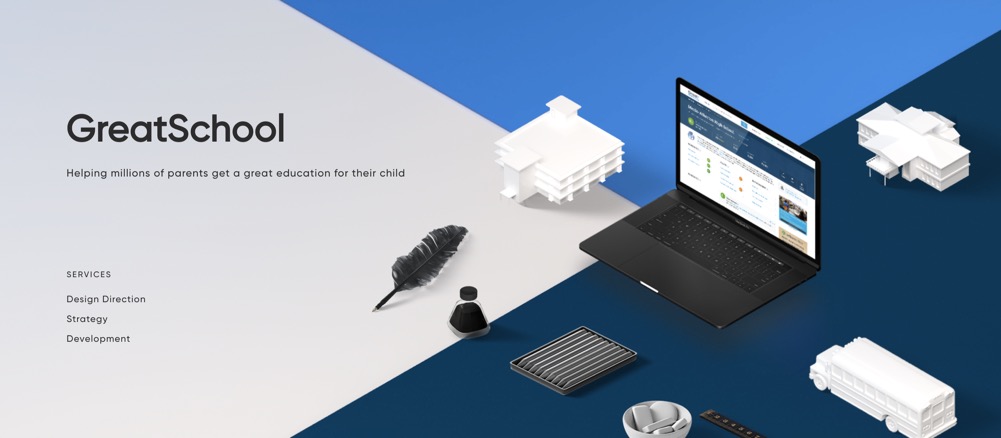 GreatSchool
Helping millions of parents get a great education for their child
SERVICES
Design Direction
Strategy
Development